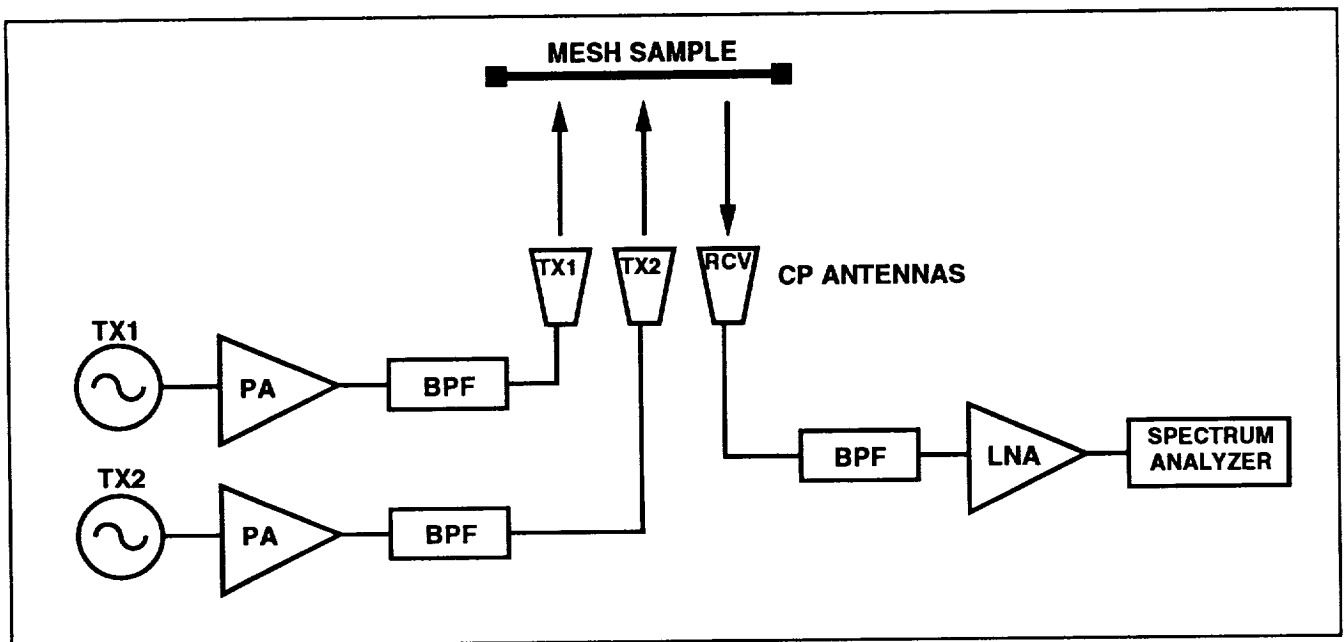 MESH SAMPLE
TX1
TX2
RCV
CP ANTENNAS
TX1
PA
BPF
BPF
LNA
SPECTRUM
ANALYZER
TX2
PA
BPF